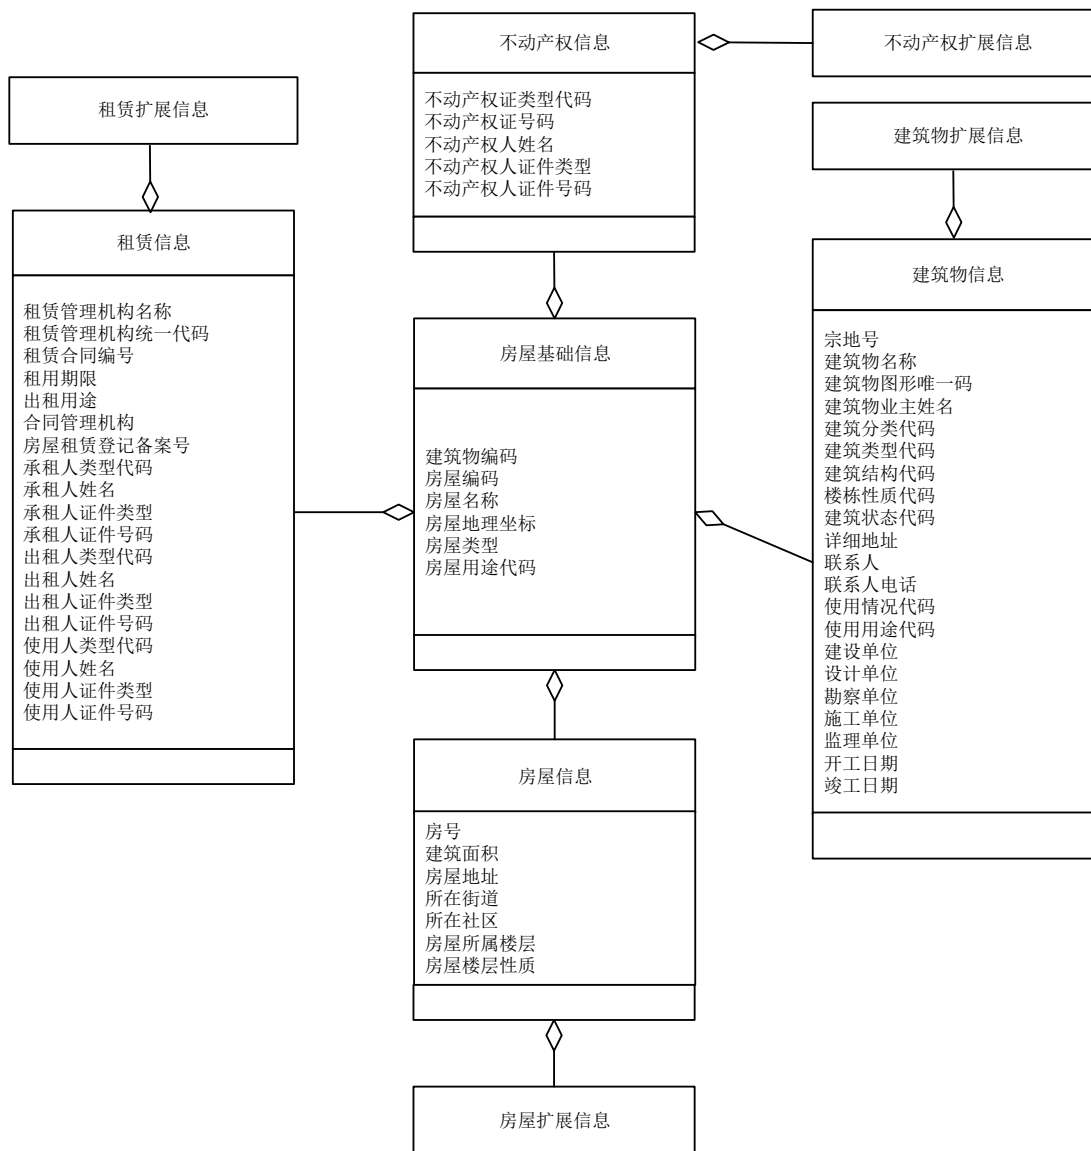 不动产权信息
不动产权证类型代码
不动产权证号码
不动产权人姓名
不动产权人证件类型
不动产权人证件号码
不动产权扩展信息
租赁扩展信息
建筑物扩展信息
租赁信息
租赁管理机构名称
租赁管理机构统一代码
租赁合同编号
租用期限
出租用途
合同管理机构
房屋租赁登记备案号
承租人类型代码
承租人姓名
承租人证件类型
承租人证件号码
出租人类型代码
出租人姓名
出租人证件类型
出租人证件号码
使用人类型代码
使用人姓名
使用人证件类型
使用人证件号码
房屋基础信息
建筑物编码
房屋编码
房屋名称
房屋地理坐标
房屋类型
房屋用途代码
建筑物信息
宗地号
建筑物名称
建筑物图形唯一码
建筑物业主姓名
建筑分类代码
建筑类型代码
建筑结构代码
楼栋性质代码
建筑状态代码
详细地址
联系人
联系人电话
使用情况代码
使用用途代码
建设单位
设计单位
勘察单位
施工单位
监理单位
开工日期
竣工日期
房屋信息
房号
建筑面积
房屋地址
所在街道
所在社区
房屋所属楼层
房屋楼层性质
房屋扩展信息